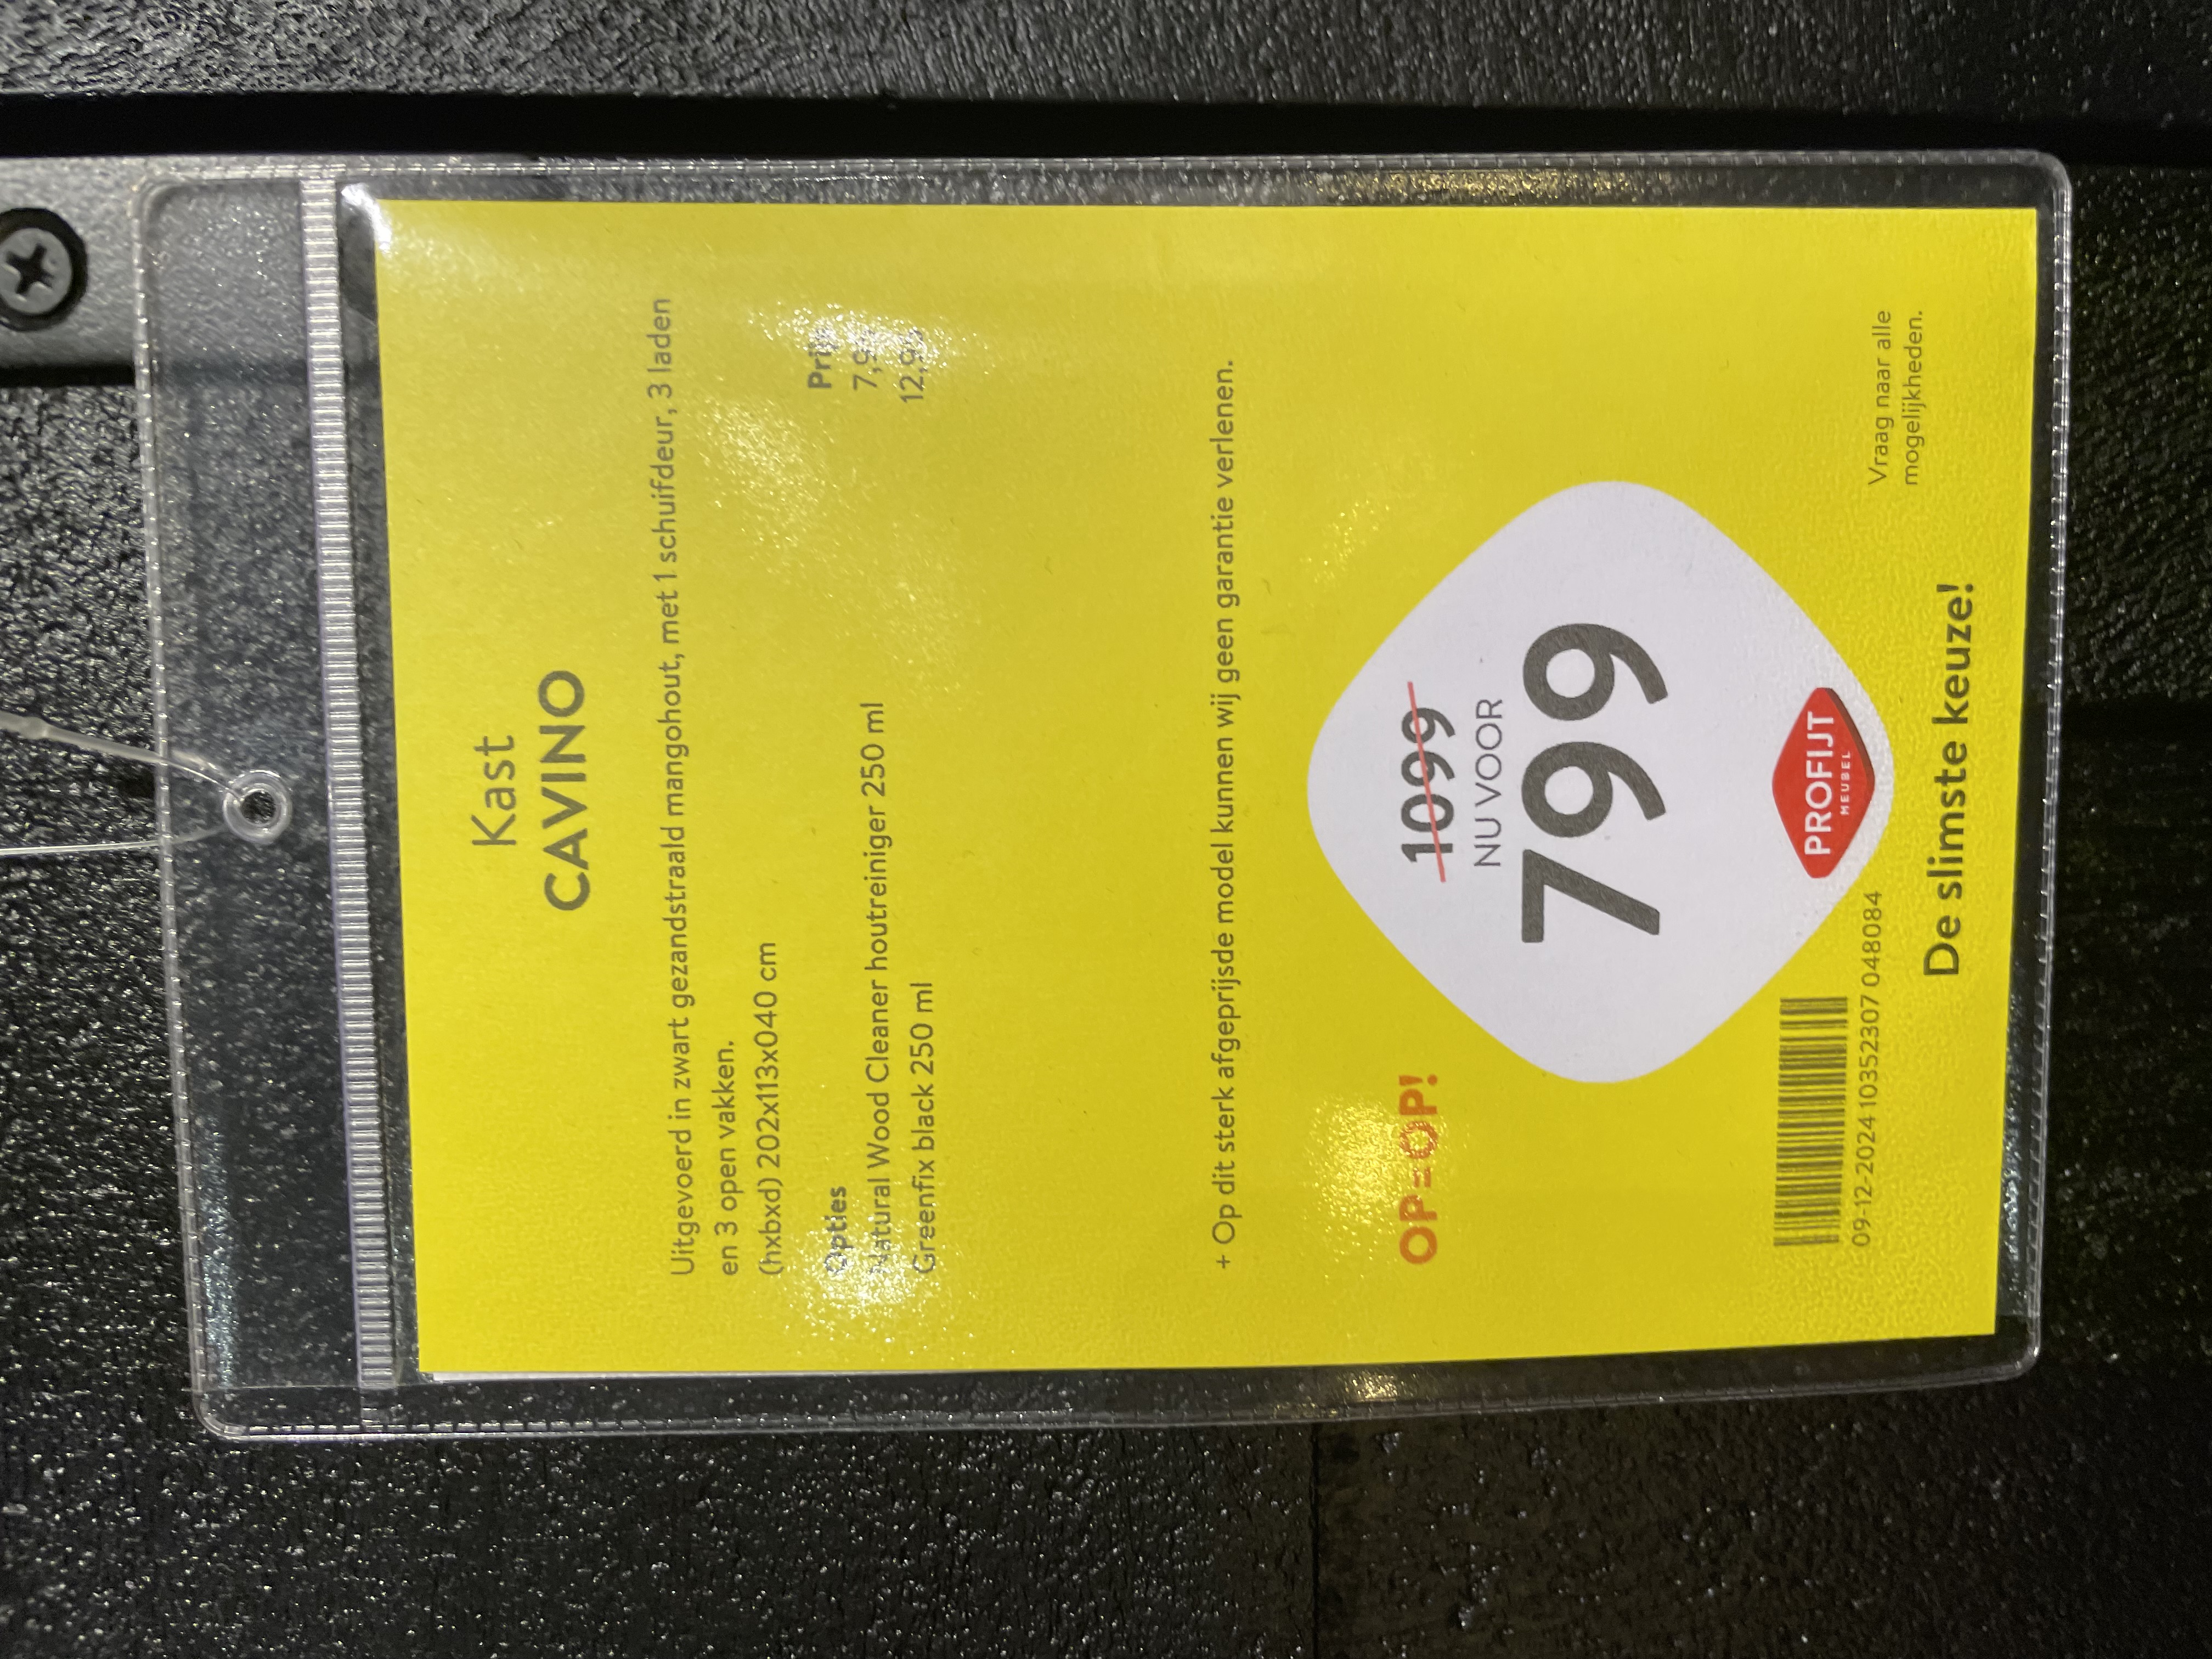 Kast
CAVINO
Uitgevoerd in zwart gezandstraald mangohout, met 1 schuifdeur, 3 laden
en 3 open vakken.
(hxbxd) 202x113x040 cm
Opties
Natural Wood Cleaner houtreiniger 250 ml
Greenfix black 250 ml
+ Op dit sterk afgeprijsde model kunnen wij geen garantie verlenen.
OP=OP!
1099
NU VOOR
799
PROFIJT
MEUBEL
09-12-2024 10352307 048084
Vraag naar alle
mogelijkheden.
De slimste keuze!